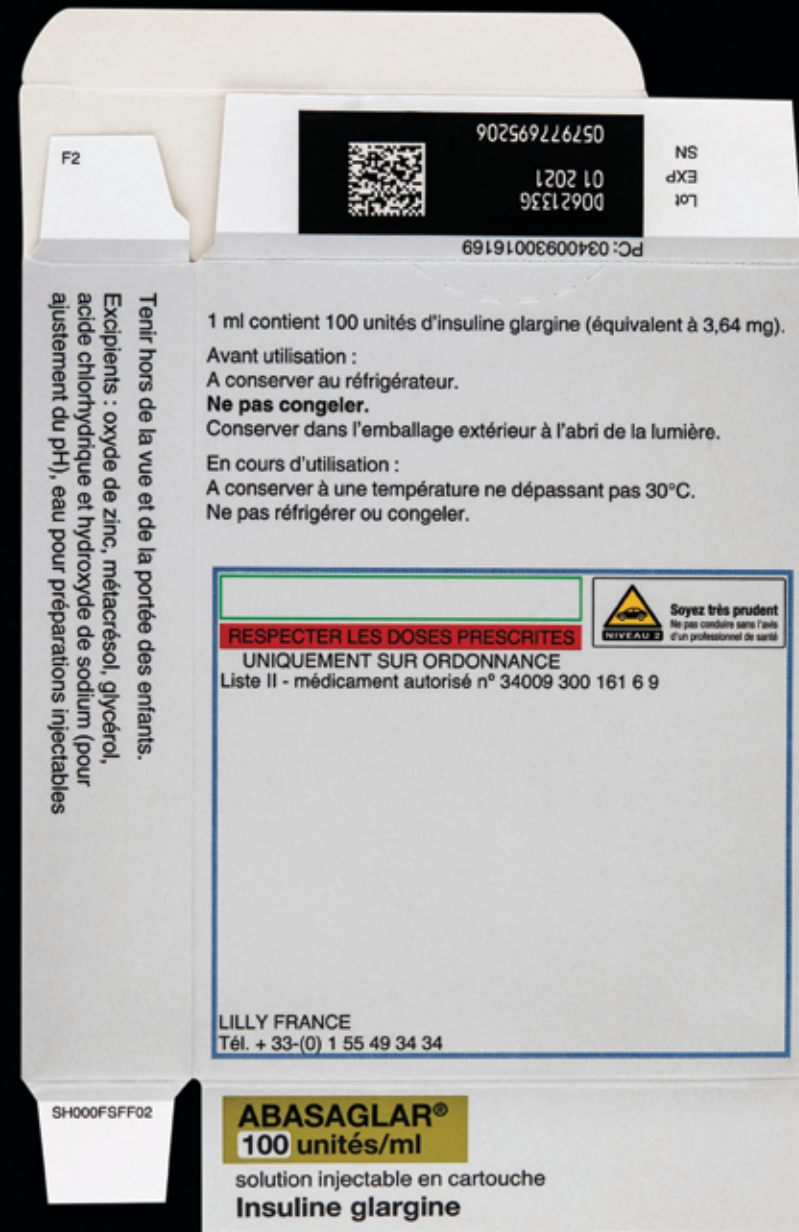 F2
Lot D062133G
EXP 01 2021
SN 057977695206
PC: 03400930016169
1 ml contient 100 unités d'insuline glargine (équivalent à 3,64 mg).
Avant utilisation :
A conserver au réfrigérateur.
Ne pas congeler.
Conserver dans l'emballage extérieur à l'abri de la lumière.
En cours d'utilisation :
A conserver à une température ne dépassant pas 30°C.
Ne pas réfrigérer ou congeler.
Tenir hors de la vue et de la portée des enfants.
Excipients : oxyde de zinc, métacrésol, glycérol,
acide chlorhydrique et hydroxyde de sodium (pour
ajustement du pH), eau pour préparations injectables
RESPECTER LES DOSES PRESCRITES
NIVEAU 2
Soyez très prudent
Ne pas conduire sans l'avis
d'un professionnel de santé
UNIQUEMENT SUR ORDONNANCE
Liste II - médicament autorisé nº 34009 300 161 6 9
LILLY FRANCE
Tél. + 33-(0) 1 55 49 34 34
SH000FSFF02
ABASAGLAR®
100 unités/ml
solution injectable en cartouche
Insuline glargine